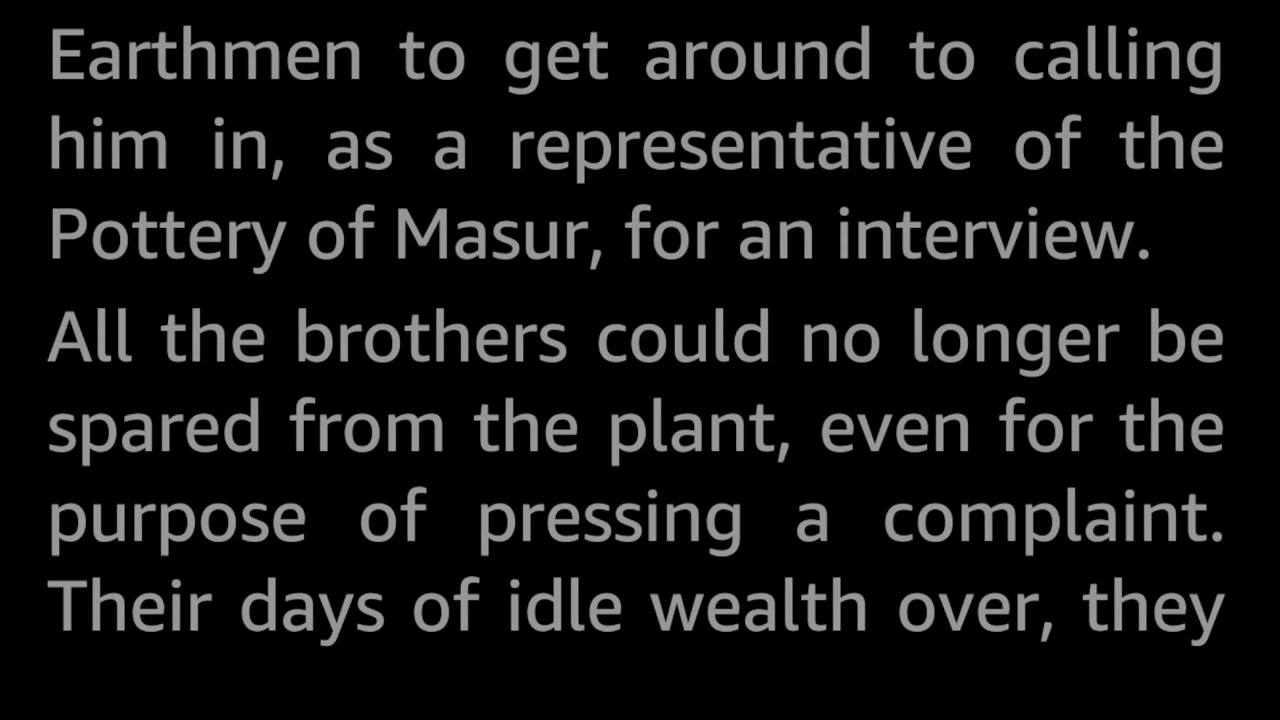 Earthmen to get around to calling
him in, as a representative of the
Pottery of Masur, for an interview.
All the brothers could no longer be
spared from the plant, even for the
purpose of pressing a complaint.
Their days of idle wealth over, they